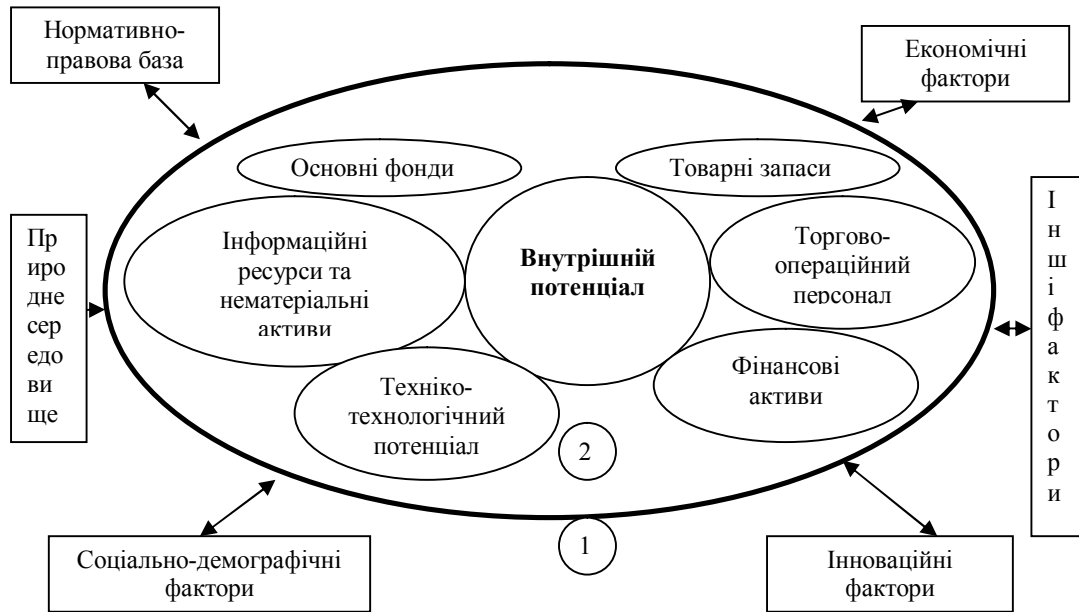 Нормативно-
правова база
Економічні
фактори
Основні фонди
Товарні запаси
Пр
иро
дне
сер
едо
ви
ще
Інформаційні
ресурси та
нематеріальні
активи
Внутрішній
потенціал
Торгово-
операційний
персонал
І
н
ш
і
ф
а
к
т
о
р
и
Техніко-
технологічний
потенціал
Фінансові
активи
2
1
Соціально-демографічні
фактори
Інноваційні
фактори